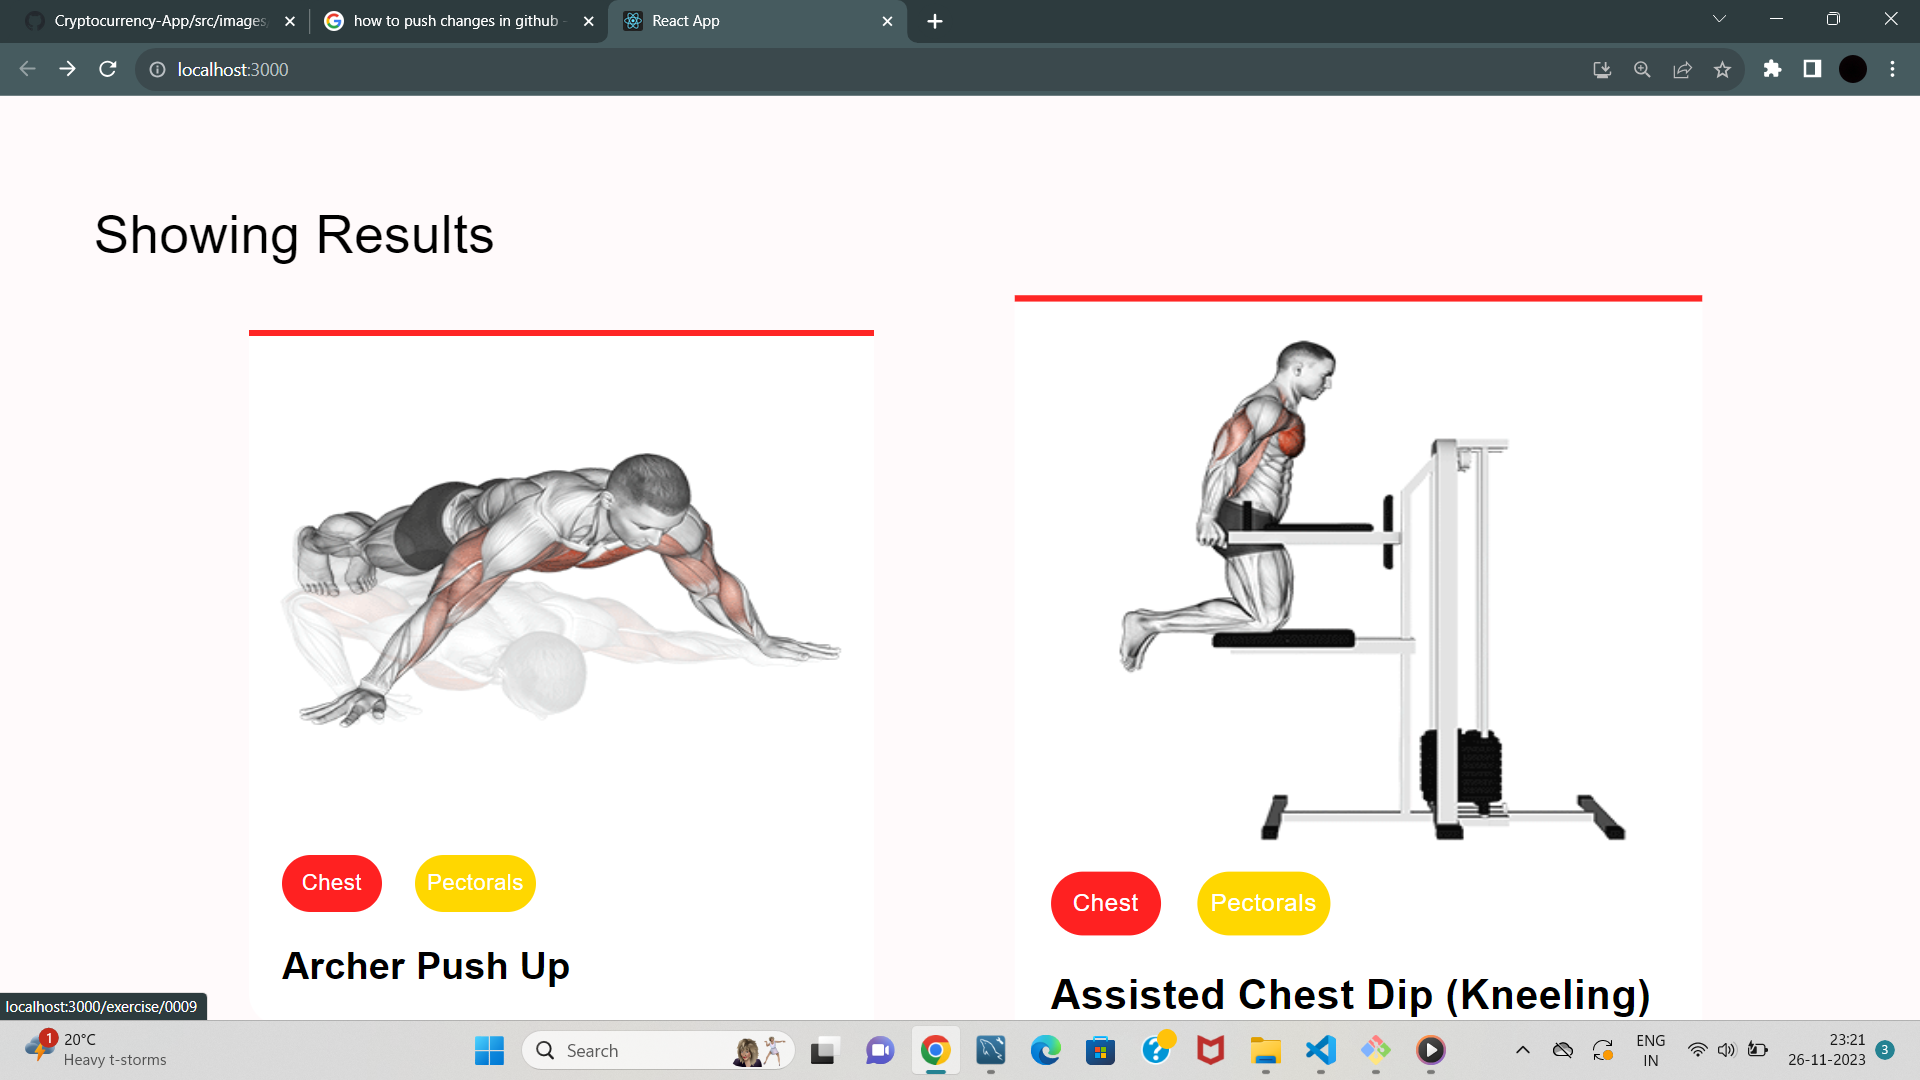 Cryptocurrency-App/src/images
how to push changes in github -
React App
localhost:3000
Showing Results
Chest
Pectorals
Archer Push Up
Chest
Pectorals
Assisted Chest Dip (Kneeling)
localhost:3000/exercise/0009
1
20°C
Heavy t-storms
Search
ENG
IN
23:21
26-11-2023
3